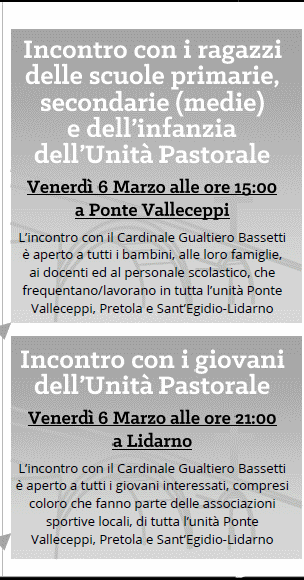 Incontro con i ragazzi
delle scuole primarie,
secondarie (medie)
e dell'infanzia
dell'Unità Pastorale
Venerdì 6 Marzo alle ore 15:00
a Ponte Valleceppi
L'incontro con il Cardinale Gualtiero Bassetti
è aperto a tutti i bambini, alle loro famiglie,
ai docenti ed al personale scolastico, che
frequentano/lavorano in tutta l'unità Ponte
Valleceppi, Pretola e Sant'Egidio-Lidarno
Incontro con i giovani
dell'Unità Pastorale
Venerdì 6 Marzo alle ore 21:00
a Lidarno
L'incontro con il Cardinale Gualtiero Bassetti
è aperto a tutti i giovani interessati, compresi
coloro che fanno parte delle associazioni
sportive locali, di tutta l'unità Ponte
Valleceppi, Pretola e Sant'Egidio-Lidarno